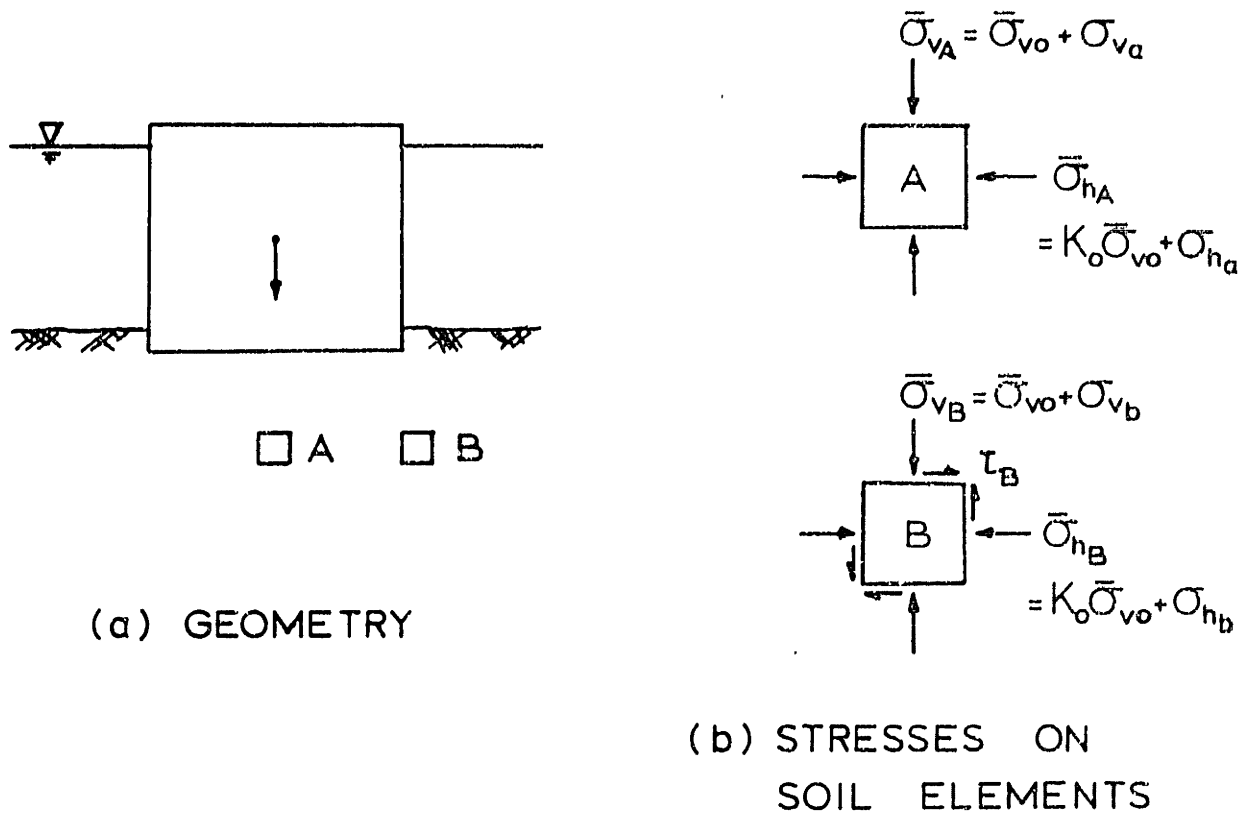 A
B
(a) GEOMETRY
σ̄vA = σ̄vo + σva
A
σ̄hA
= Koσ̄vo + σha
σ̄vB = σ̄vo + σvb
τB
B
σ̄hB
= Koσ̄vo + σhb
(b) STRESSES ON
SOIL ELEMENTS